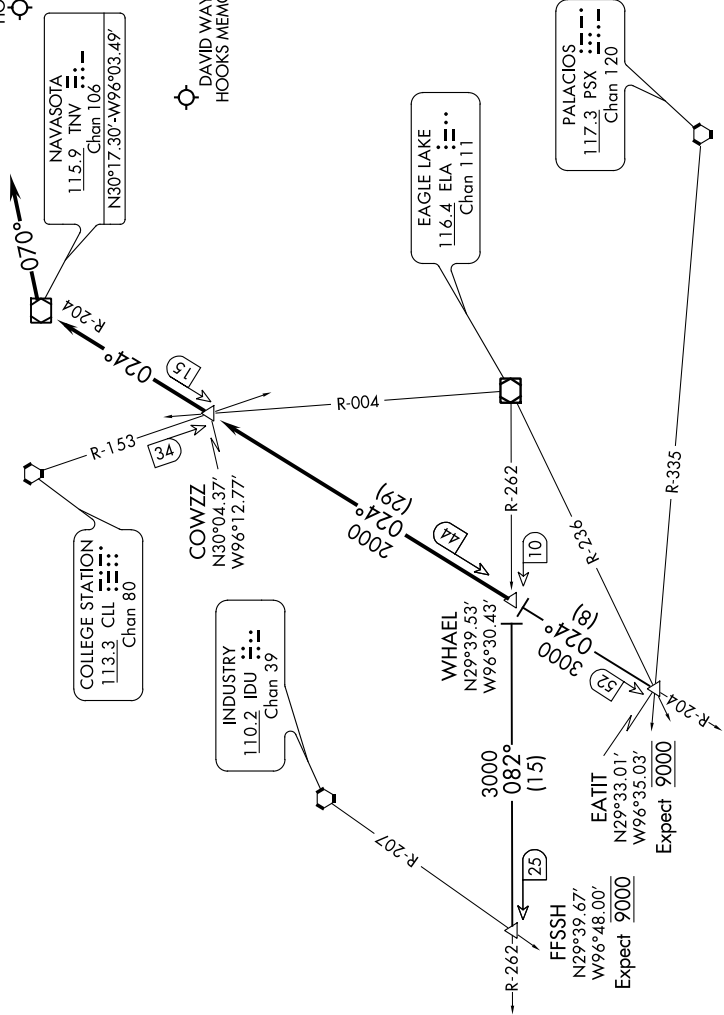 NAVASOTA
115.9 TNV
Chan 106
N30°17.30'-W96°03.49'
070°
DAVID WAY
HOOKS MEMO
R-204
024°
15
COLLEGE STATION
113.3 CLL
Chan 80
R-153
34
COWZZ
N30°04.37'
W96°12.77'
R-004
EAGLE LAKE
116.4 ELA
Chan 111
PALACIOS
117.3 PSX
Chan 120
2000
024°
(29)
44
R-262
10
R-236
R-335
INDUSTRY
110.2 IDU
Chan 39
R-207
WHAEL
N29°39.53'
W96°30.43'
3000
082°
(15)
3000
024°
(8)
52
R-204
EATIT
N29°33.01'
W96°35.03'
Expect 9000
25
R-262
FFSSH
N29°39.67'
W96°48.00'
Expect 9000